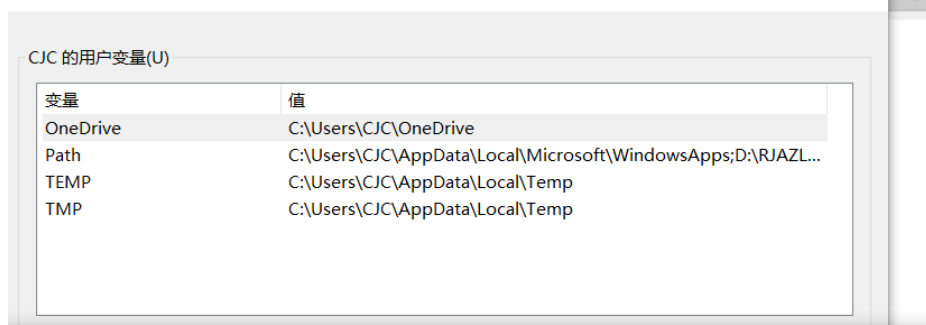 CJC 的用户变量(U)
变量 值
OneDrive C:\Users\CJC\OneDrive
Path C:\Users\CJC\AppData\Local\Microsoft\WindowsApps;D:\RJAZL...
TEMP C:\Users\CJC\AppData\Local\Temp
TMP C:\Users\CJC\AppData\Local\Temp